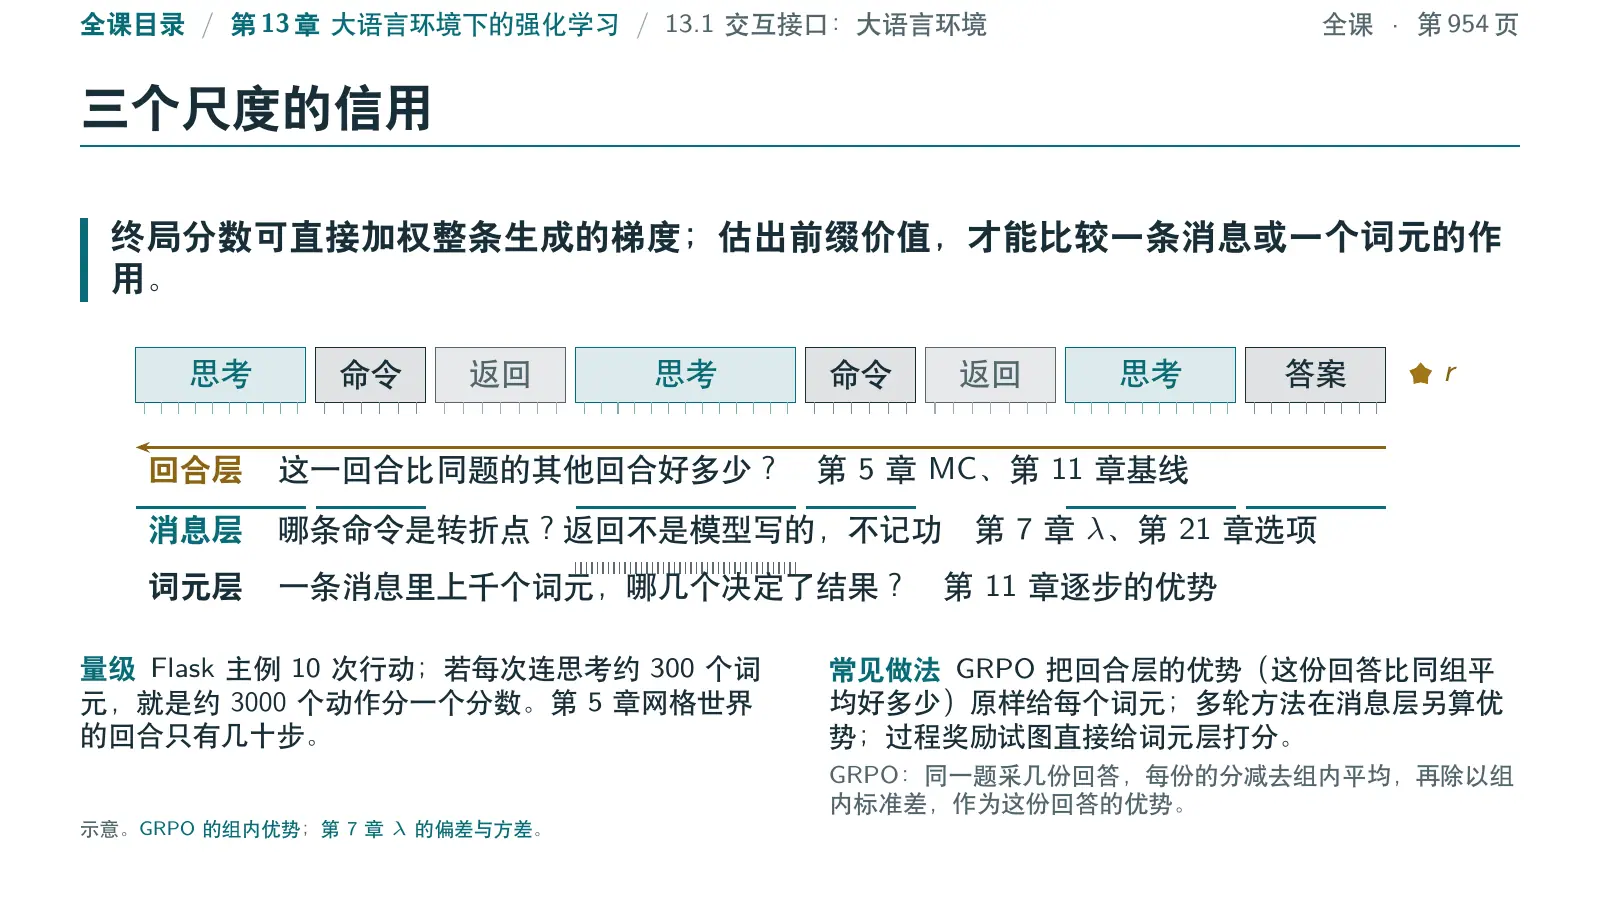 全课目录 / 第 13 章 大语言环境下的强化学习 / 13.1 交互接口：大语言环境
全课 · 第 954 页
三个尺度的信用
终局分数可直接加权整条生成的梯度；估出前缀价值，才能比较一条消息或一个词元的作
用。
思考 命令 返回 思考 命令 返回 思考 答案 r
回合层 这一回合比同题的其他回合好多少？ 第 5 章 MC、第 11 章基线
消息层 哪条命令是转折点？返回不是模型写的，不记功 第 7 章 λ、第 21 章选项
词元层 一条消息里上千个词元，哪几个决定了结果？ 第 11 章逐步的优势
量级 Flask 主例 10 次行动；若每次连思考约 300 个词
元，就是约 3000 个动作分一个分数。第 5 章网格世界
的回合只有几十步。
常见做法 GRPO 把回合层的优势（这份回答比同组平
均好多少）原样给每个词元；多轮方法在消息层另算优
势；过程奖励试图直接给词元层打分。
GRPO：同一题采几份回答，每份的分减去组内平均，再除以组
内标准差，作为这份回答的优势。
示意。GRPO 的组内优势；第 7 章 λ 的偏差与方差。